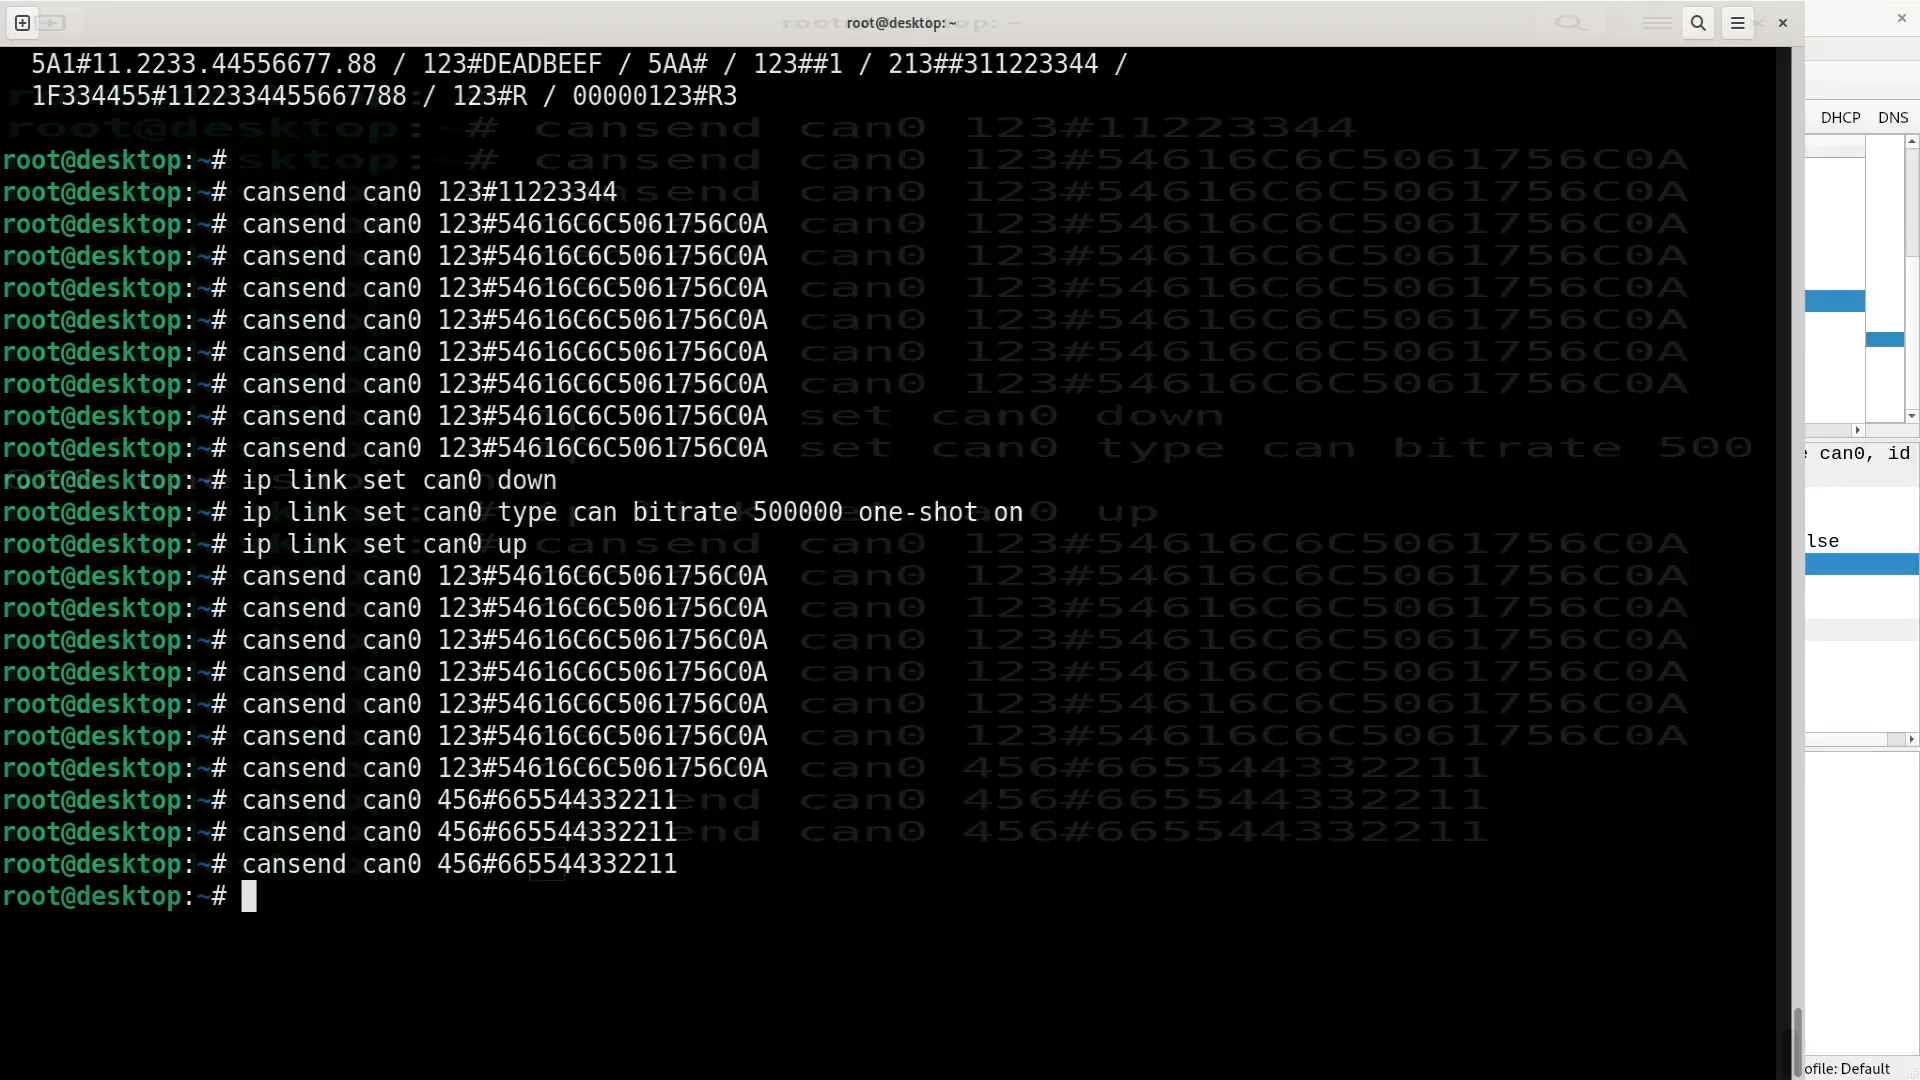 root@desktop: ~
5A1#11.2233.44556677.88 / 123#DEADBEEF / 5AA# / 123##1 / 213##311223344 /
1F334455#1122334455667788 / 123#R / 00000123#R3
root@desktop:~#
root@desktop:~# cansend can0 123#11223344
root@desktop:~# cansend can0 123#54616C6C5061756C0A
root@desktop:~# cansend can0 123#54616C6C5061756C0A
root@desktop:~# cansend can0 123#54616C6C5061756C0A
root@desktop:~# cansend can0 123#54616C6C5061756C0A
root@desktop:~# cansend can0 123#54616C6C5061756C0A
root@desktop:~# cansend can0 123#54616C6C5061756C0A
root@desktop:~# cansend can0 123#54616C6C5061756C0A
root@desktop:~# cansend can0 123#54616C6C5061756C0A
root@desktop:~# ip link set can0 down
root@desktop:~# ip link set can0 type can bitrate 500000 one-shot on
root@desktop:~# ip link set can0 up
root@desktop:~# cansend can0 123#54616C6C5061756C0A
root@desktop:~# cansend can0 123#54616C6C5061756C0A
root@desktop:~# cansend can0 123#54616C6C5061756C0A
root@desktop:~# cansend can0 123#54616C6C5061756C0A
root@desktop:~# cansend can0 123#54616C6C5061756C0A
root@desktop:~# cansend can0 123#54616C6C5061756C0A
root@desktop:~# cansend can0 123#54616C6C5061756C0A
root@desktop:~# cansend can0 456#665544332211
root@desktop:~# cansend can0 456#665544332211
root@desktop:~# cansend can0 456#665544332211
root@desktop:~#
DHCP DNS
can0, id
lse
ofile: Default